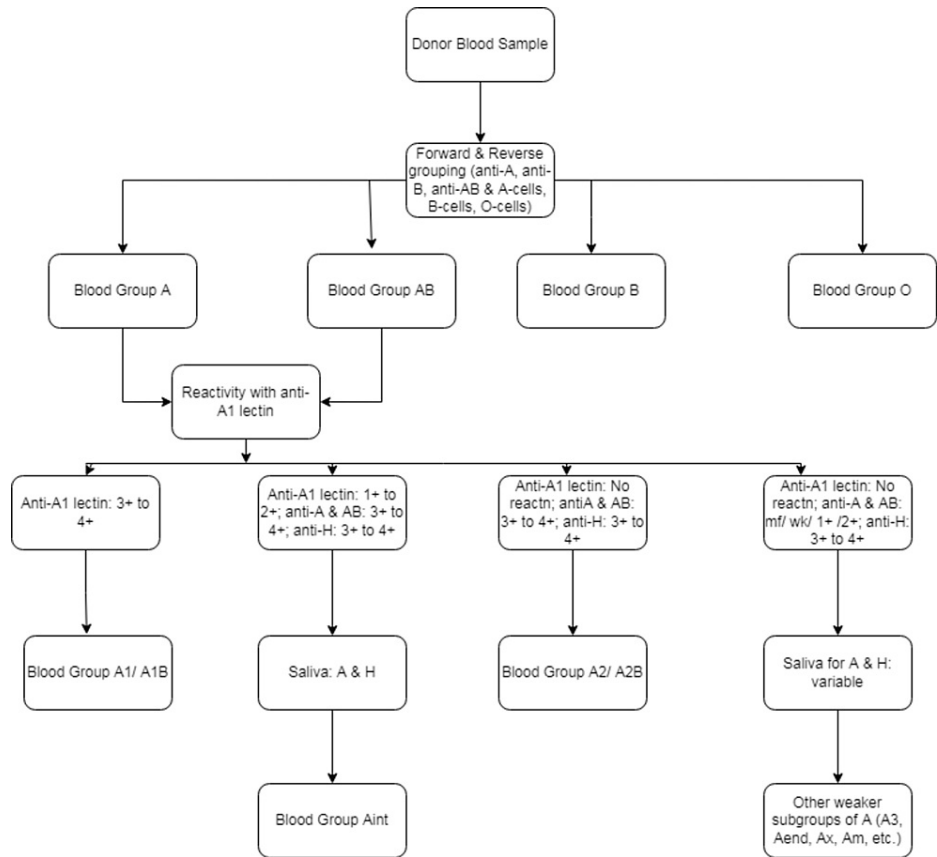 Donor Blood Sample
Forward & Reverse
grouping (anti-A, anti-
B, anti-AB & A-cells,
B-cells, O-cells)
Blood Group A
Blood Group AB
Blood Group B
Blood Group O
Reactivity with anti-
A1 lectin
Anti-A1 lectin: 3+ to
4+
Anti-A1 lectin: 1+ to
2+; anti-A & AB: 3+ to
4+; anti-H: 3+ to 4+
Anti-A1 lectin: No
reactn; antiA & AB:
3+ to 4+; anti-H: 3+ to
4+
Anti-A1 lectin: No
reactn; anti-A & AB:
mf/ wk/ 1+ /2+; anti-H:
3+ to 4+
Blood Group A1/ A1B
Saliva: A & H
Blood Group A2/ A2B
Saliva for A & H:
variable
Blood Group Aint
Other weaker
subgroups of A (A3,
Aend, Ax, Am, etc.)